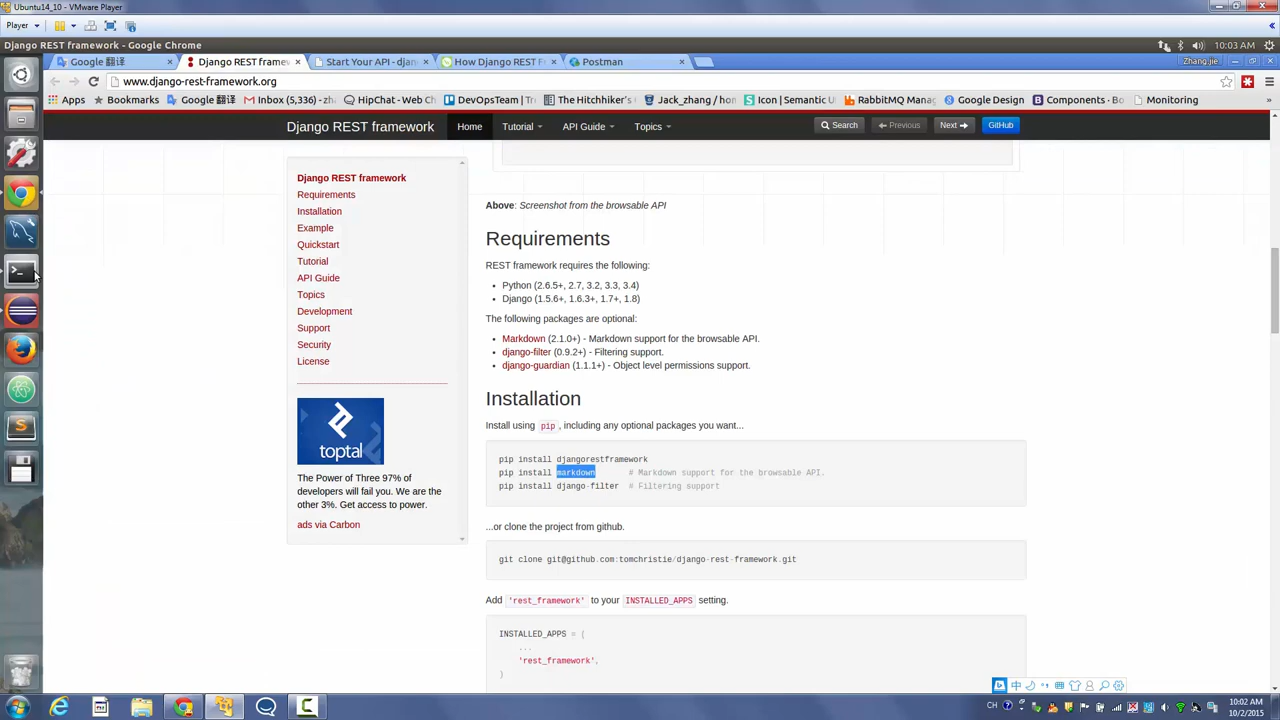 Ubuntu14_10 - VMware Player
Player
Django REST framework - Google Chrome
10:03 AM
Google 翻译
Django REST framework
Start Your API - djan
How Django REST F
Postman
Zhang.jie
www.django-rest-framework.org
Apps
Bookmarks
Google 翻译
Inbox (5,336) - zha
HipChat - Web Ch
DevOpsTeam | Tre
The Hitchhiker's
Jack_zhang / hom
Icon | Semantic U
RabbitMQ Manag
Google Design
Components · Boo
Monitoring
Django REST framework
Home
Tutorial
API Guide
Topics
Search
Previous
Next
GitHub
Django REST framework
Requirements
Installation
Example
Quickstart
Tutorial
API Guide
Topics
Development
Support
Security
License
toptal
The Power of Three 97% of
developers will fail you. We are the
other 3%. Get access to power.
ads via Carbon
Above: Screenshot from the browsable API
Requirements
REST framework requires the following:
Python (2.6.5+, 2.7, 3.2, 3.3, 3.4)
Django (1.5.6+, 1.6.3+, 1.7+, 1.8)
The following packages are optional:
Markdown (2.1.0+) - Markdown support for the browsable API.
django-filter (0.9.2+) - Filtering support.
django-guardian (1.1.1+) - Object level permissions support.
Installation
Install using pip, including any optional packages you want...
pip install djangorestframework
pip install markdown # Markdown support for the browsable API.
pip install django-filter # Filtering support
...or clone the project from github.
git clone git@github.com:tomchristie/django-rest-framework.git
Add 'rest_framework' to your INSTALLED_APPS setting.
INSTALLED_APPS = (
...
'rest_framework',
)
中
CH
10:02 AM
10/2/2015